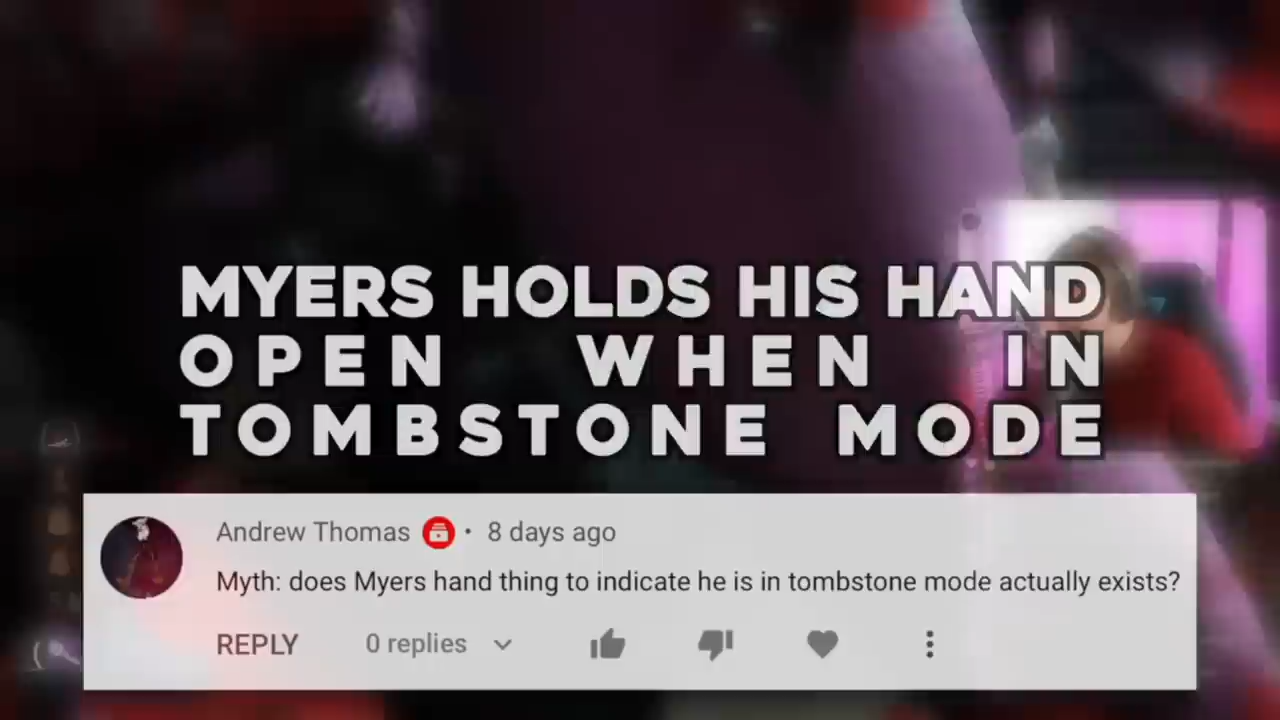 MYERS HOLDS HIS HAND
OPEN WHEN IN
TOMBSTONE MODE
Andrew Thomas • 8 days ago
Myth: does Myers hand thing to indicate he is in tombstone mode actually exists?
REPLY 0 replies